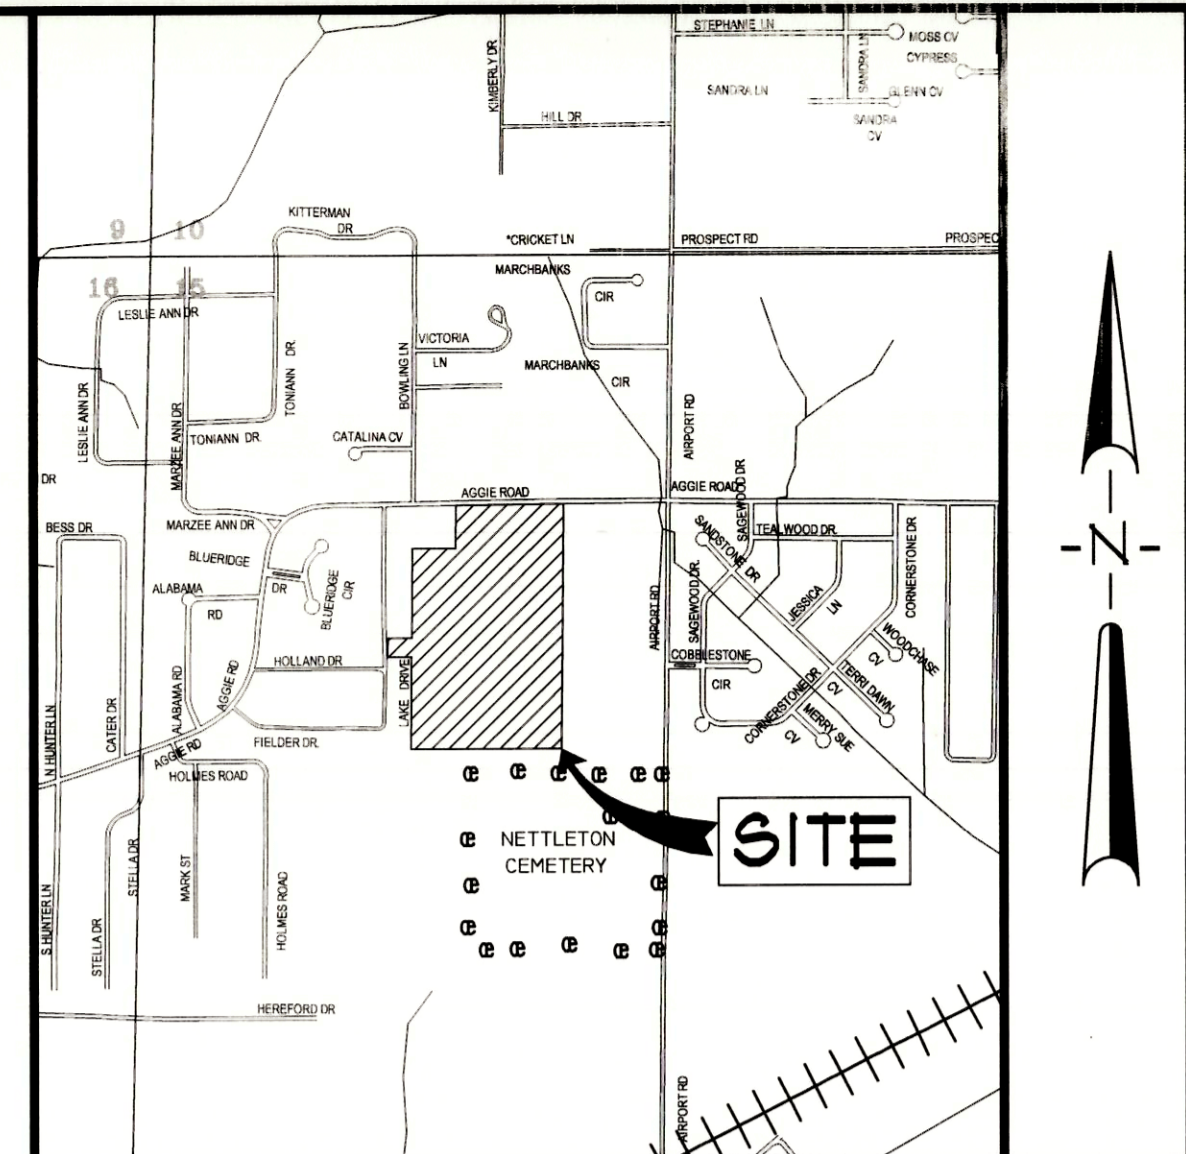 STEPHANIE LN
MOSS CV
CYPRESS
KIMBERLY DR
SANDRA LN
SANDRA LN
GLENN CV
HILL DR
SANDRA
CV
KITTERMAN
DR
9 10
*CRICKET LN
PROSPECT RD
PROSPEC
MARCHBANKS
CIR
16 15
LESLIE ANN DR
VICTORIA
LN
TONIANN DR.
BOWLING LN
MARCHBANKS
CIR
LESLIE ANN DR
MARZEE ANN DR
TONIANN DR.
CATALINA CV
AIRPORT RD
DR
AGGIE ROAD
AGGIE ROAD
SAGEWOOD DR
BESS DR
MARZEE ANN DR
SANDSTONE DR
TEALWOOD DR.
CORNERSTONE DR
-N-
BLUERIDGE
DR
BLUERIDGE
CIR
ALABAMA
RD
AIRPORT RD
SAGEWOOD DR.
JESSICA
LN
WOODCHASE
CV
HOLLAND DR
COBBLESTONE
CIR
LAKE DRIVE
ALABAMA RD
AGGIE RD
CORNERSTONE DR
TERRI DAWN
CV
MERRY SUE
CV
N HUNTER LN
CATER DR
AGGIE RD
FIELDER DR.
HOLMES ROAD
NETTLETON
CEMETERY
SITE
STELLA DR
MARK ST
HOLMES ROAD
S HUNTER LN
STELLA DR
HEREFORD DR
AIRPORT RD